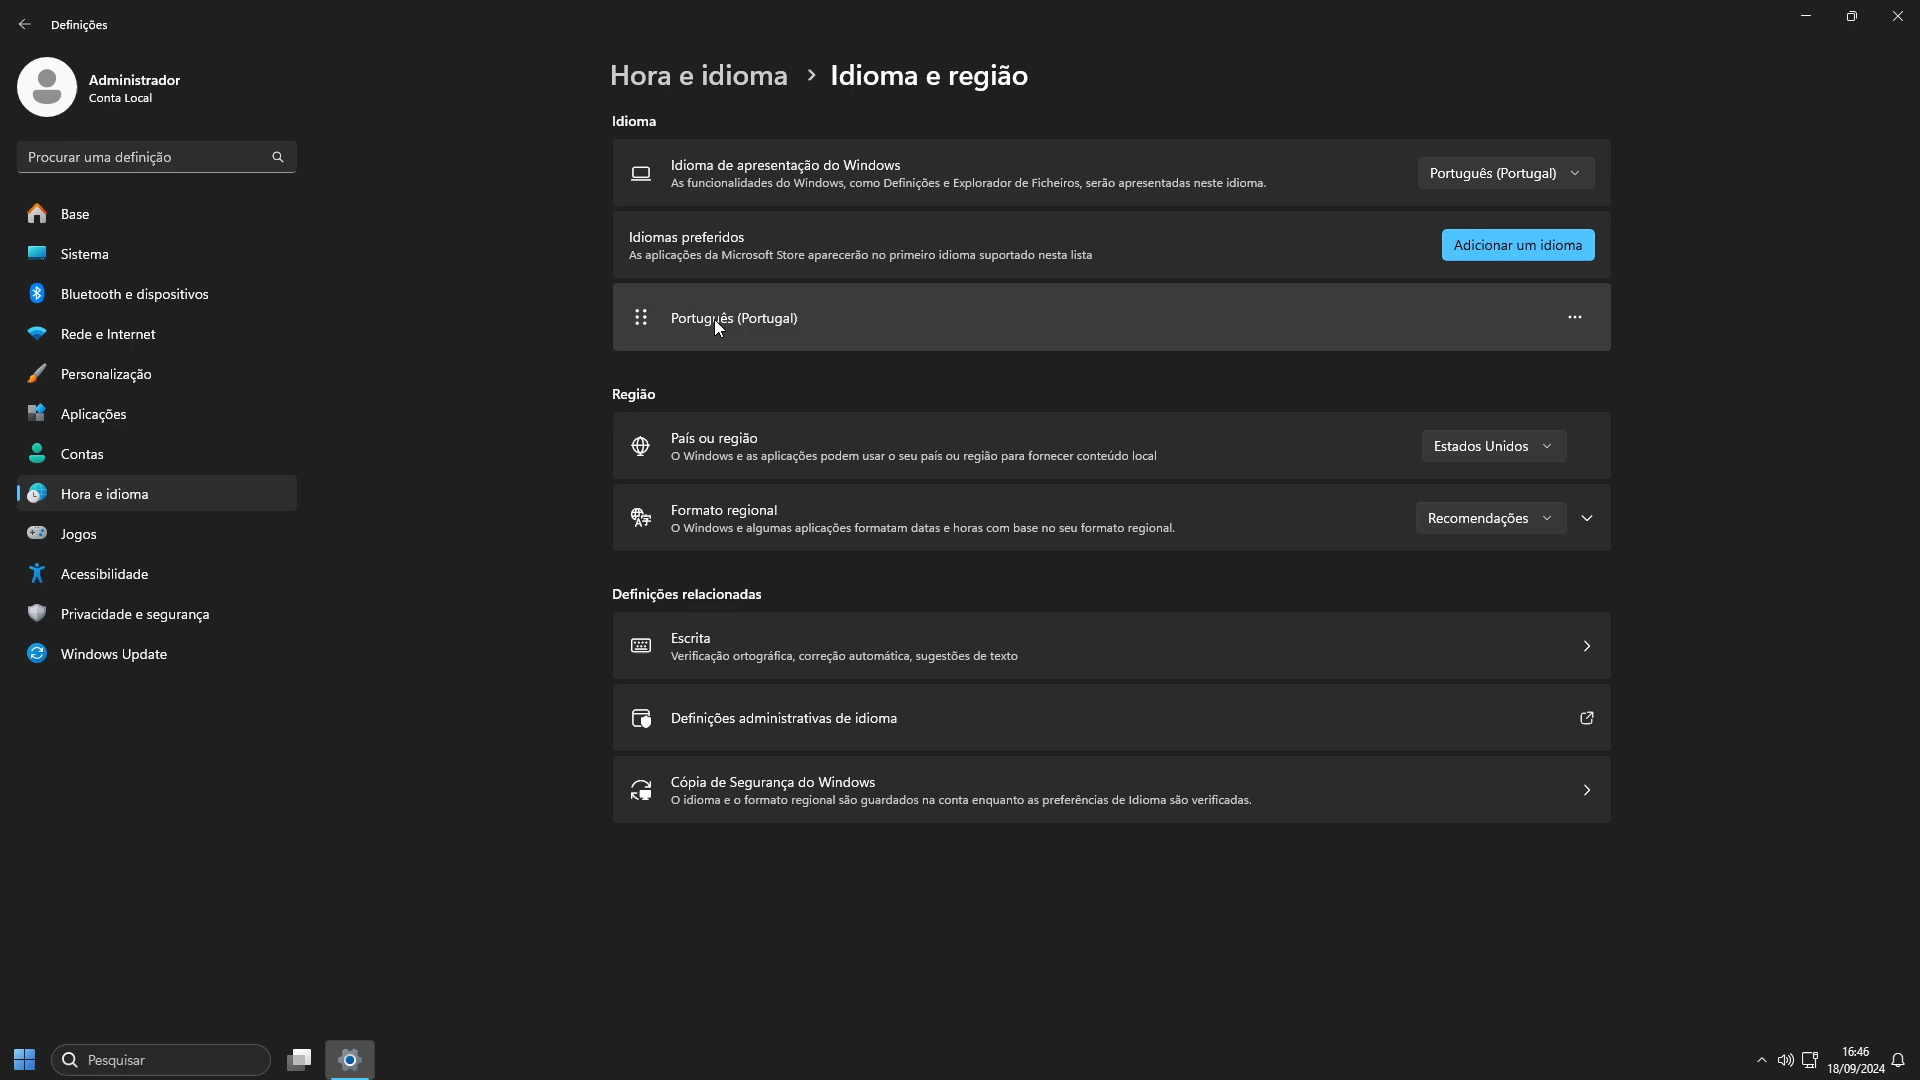 Definições
Administrador
Conta Local
Procurar uma definição
Base
Sistema
Bluetooth e dispositivos
Rede e Internet
Personalização
Aplicações
Contas
Hora e idioma
Jogos
Acessibilidade
Privacidade e segurança
Windows Update
Hora e idioma › Idioma e região
Idioma
Idioma de apresentação do Windows
As funcionalidades do Windows, como Definições e Explorador de Ficheiros, serão apresentadas neste idioma.
Português (Portugal)
Idiomas preferidos
As aplicações da Microsoft Store aparecerão no primeiro idioma suportado nesta lista
Adicionar um idioma
Português (Portugal)
Região
País ou região
O Windows e as aplicações podem usar o seu país ou região para fornecer conteúdo local
Estados Unidos
Formato regional
O Windows e algumas aplicações formatam datas e horas com base no seu formato regional.
Recomendações
Definições relacionadas
Escrita
Verificação ortográfica, correção automática, sugestões de texto
Definições administrativas de idioma
Cópia de Segurança do Windows
O idioma e o formato regional são guardados na conta enquanto as preferências de Idioma são verificadas.
Pesquisar
16:46
18/09/2024